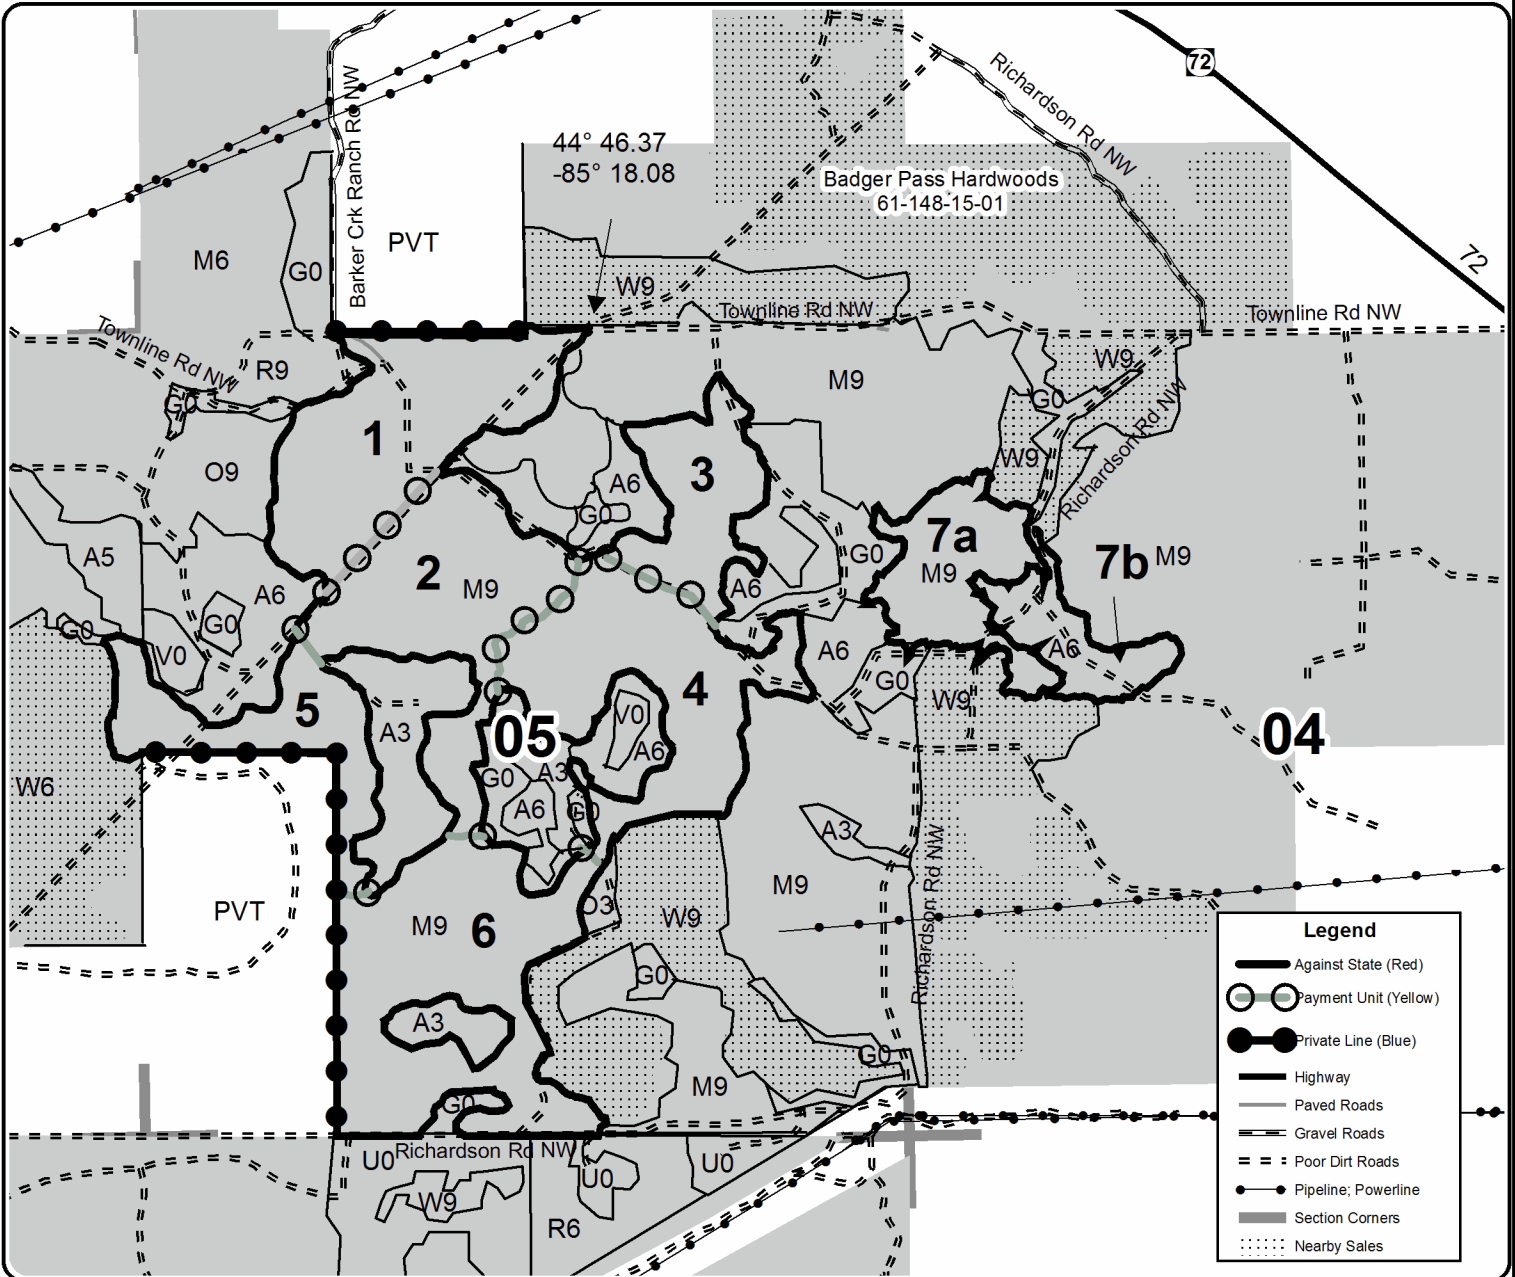 72
Richardson Rd NW
Barker Crk Ranch Rd NW
44° 46.37
-85° 18.08
Badger Pass Hardwoods
61-148-15-01
PVT
M6
G0
W9
72
Townline Rd NW
Townline Rd NW
Townline Rd NW
R9
M9
W9
G0
G0
Richardson Rd NW
1
O9
3
A6
W9
G0
7a
M9
7b
M9
G0
A5
2
M9
A6
A6
G0
G0
V0
A6
A6
G0
W9
4
5
V0
A6
A3
05
04
G0
A3
A6
G0
W6
A3
M9
Richardson Rd NW
PVT
M9
6
O3
W9
G0
A3
G0
M9
G0
Richardson Rd NW
U0
W9
U0
U0
R6
Legend
Against State (Red)
Payment Unit (Yellow)
Private Line (Blue)
Highway
Paved Roads
Gravel Roads
Poor Dirt Roads
Pipeline; Powerline
Section Corners
Nearby Sales